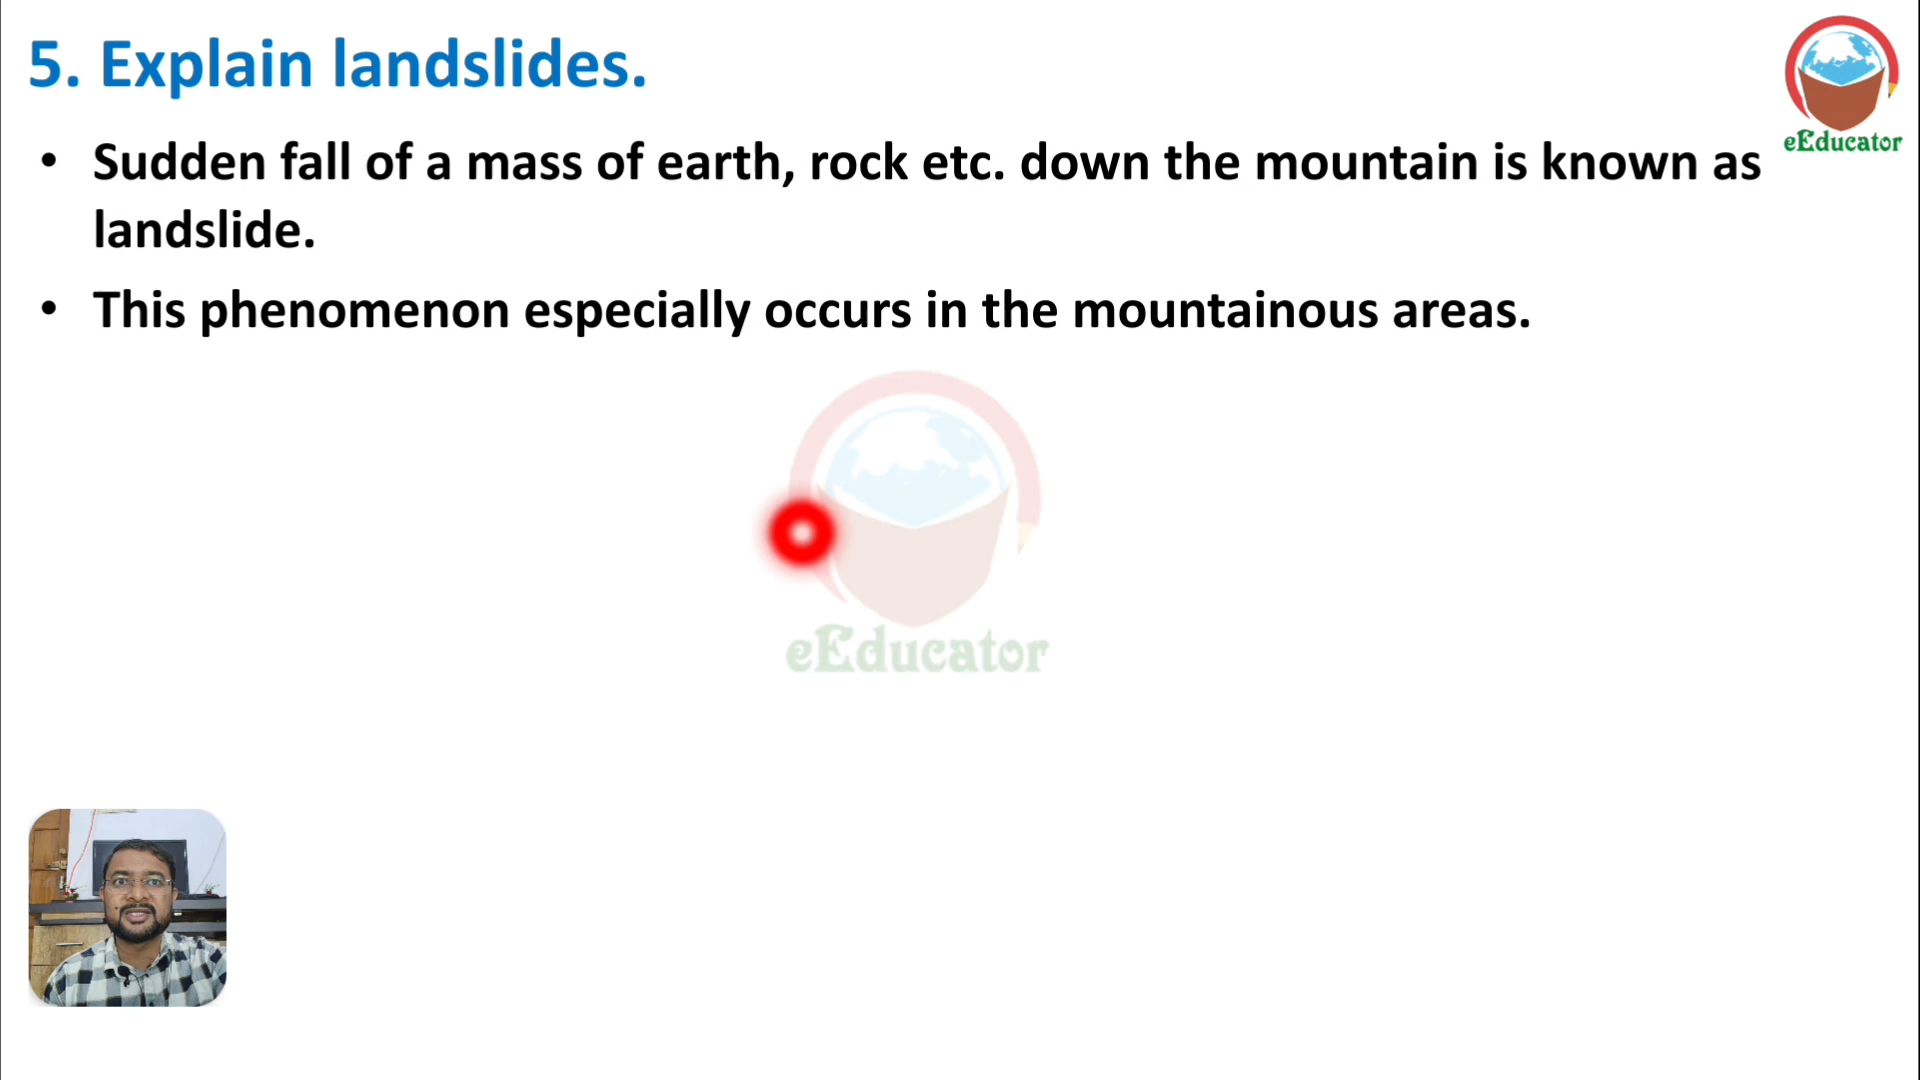 5. Explain landslides.
eEducator
• Sudden fall of a mass of earth, rock etc. down the mountain is known as
landslide.
• This phenomenon especially occurs in the mountainous areas.
eEducator